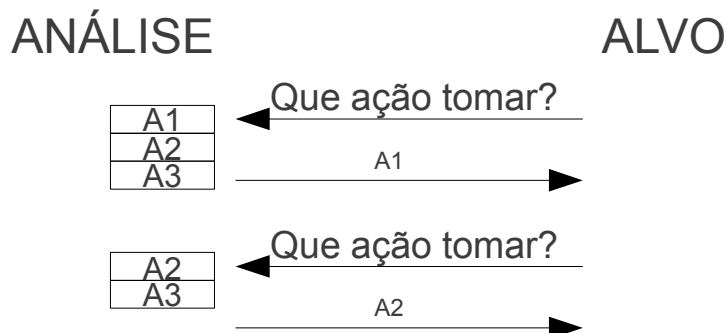 ANÁLISE ALVO
Que ação tomar?
A1
A2
A3
A1
Que ação tomar?
A2
A3
A2